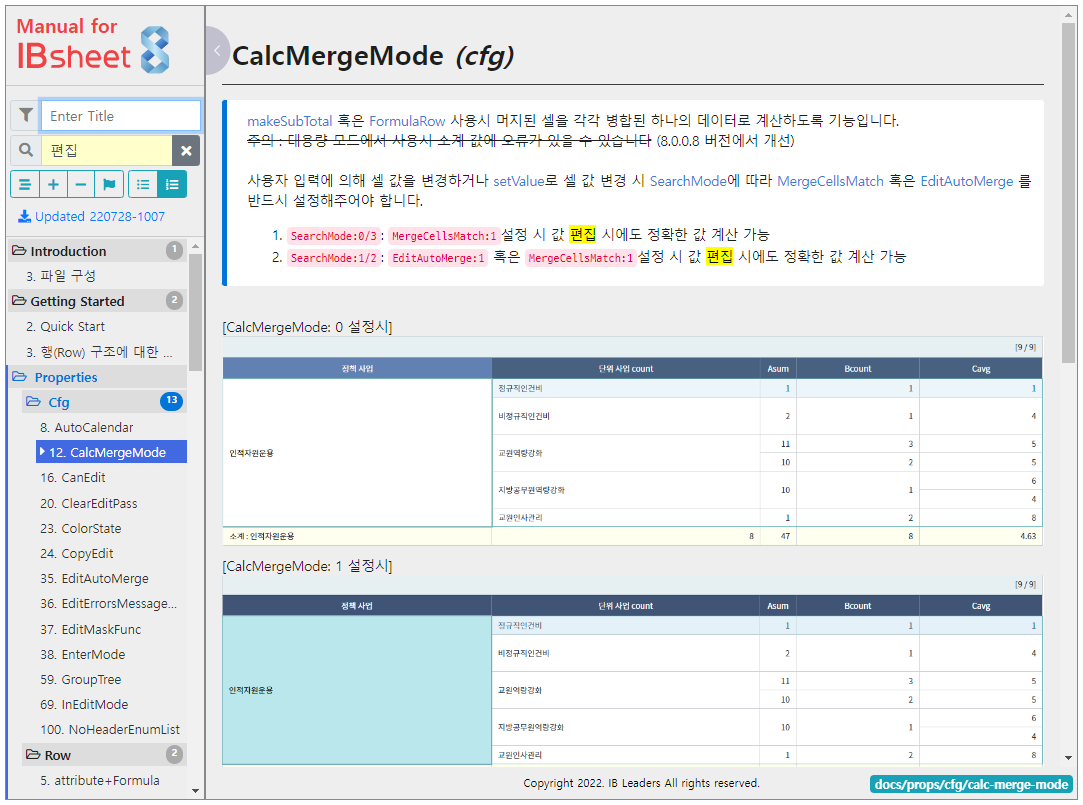 Manual for
IBsheet
Enter Title
편집
Updated 220728-1007
Introduction 1
3. 파일 구성
Getting Started 2
2. Quick Start
3. 행(Row) 구조에 대한 ...
Properties
Cfg 13
8. AutoCalendar
12. CalcMergeMode
16. CanEdit
20. ClearEditPass
23. ColorState
24. CopyEdit
35. EditAutoMerge
36. EditErrorsMessage...
37. EditMaskFunc
38. EnterMode
59. GroupTree
69. InEditMode
100. NoHeaderEnumList
Row 2
5. attribute+Formula
CalcMergeMode (cfg)
makeSubTotal 혹은 FormulaRow 사용시 머지된 셀을 각각 병합된 하나의 데이터로 계산하도록 기능입니다.
주의 : 대용량 모드에서 사용시 소계 값에 오류가 있을 수 있습니다 (8.0.0.8 버전에서 개선)
사용자 입력에 의해 셀 값을 변경하거나 setValue로 셀 값 변경 시 SearchMode에 따라 MergeCellsMatch 혹은 EditAutoMerge 를
반드시 설정해주어야 합니다.
1. SearchMode:0/3: MergeCellsMatch:1 설정 시 값 편집 시에도 정확한 값 계산 가능
2. SearchMode:1/2: EditAutoMerge:1 혹은 MergeCellsMatch:1 설정 시 값 편집 시에도 정확한 값 계산 가능
[CalcMergeMode: 0 설정시]
[9 / 9]
정책 사업 단위 사업 count Asum Bcount Cavg
정규직인건비 1 1 1
비정규직인건비 2 1 4
인적자원운용
교원역량강화
11 3 5
10 2 5
지방공무원역량강화 10 1
6
4
교원인사관리 1 2 8
소계 : 인적자원운용 8 47 8 4.63
[CalcMergeMode: 1 설정시]
[9 / 9]
정책 사업 단위 사업 count Asum Bcount Cavg
정규직인건비 1 1 1
비정규직인건비 2 1 4
인적자원운용
교원역량강화
11 3 5
10 2 5
지방공무원역량강화 10 1
6
4
교원인사관리 1 2 8
Copyright 2022. IB Leaders All rights reserved.
docs/props/cfg/calc-merge-mode